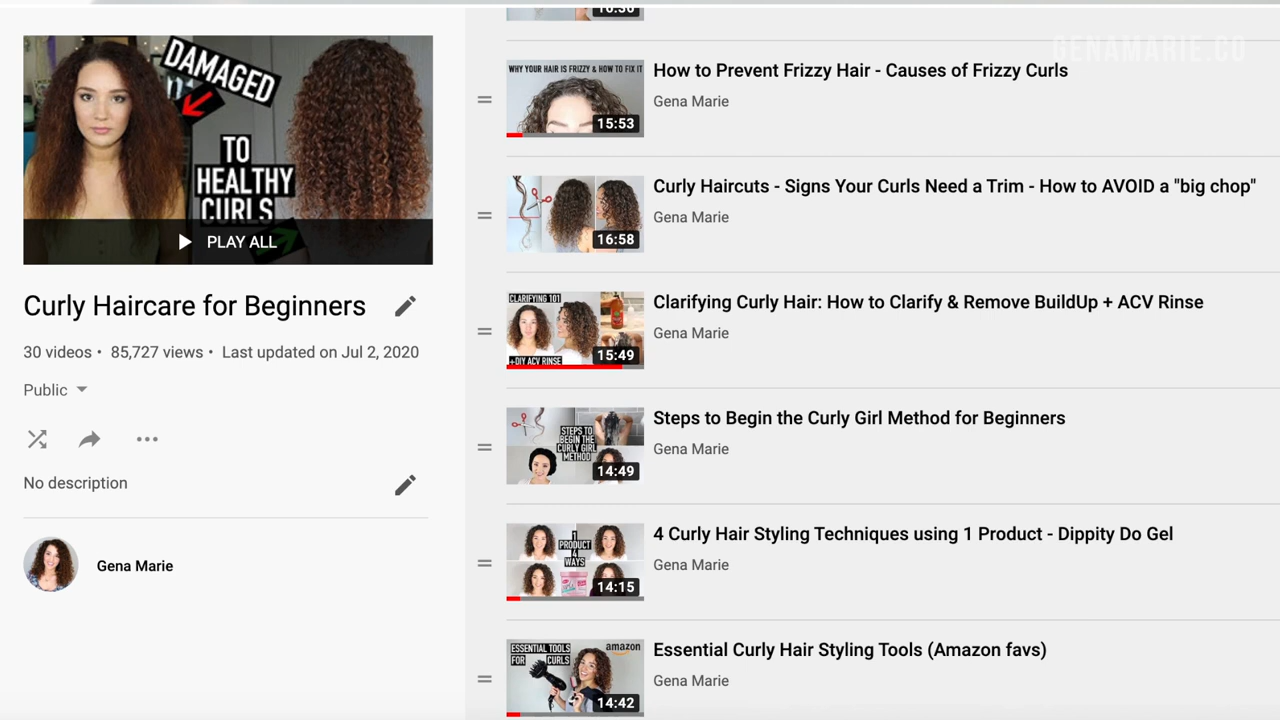 DAMAGED
TO
HEALTHY
CURLS
PLAY ALL
Curly Haircare for Beginners
30 videos • 85,727 views • Last updated on Jul 2, 2020
Public
No description
Gena Marie
GENAMARIE.CO
WHY YOUR HAIR IS FRIZZY & HOW TO FIX IT
15:53
How to Prevent Frizzy Hair - Causes of Frizzy Curls
Gena Marie
16:58
Curly Haircuts - Signs Your Curls Need a Trim - How to AVOID a "big chop"
Gena Marie
CLARIFYING 101
+DIY ACV RINSE
15:49
Clarifying Curly Hair: How to Clarify & Remove BuildUp + ACV Rinse
Gena Marie
STEPS TO
BEGIN THE
CURLY GIRL
METHOD
14:49
Steps to Begin the Curly Girl Method for Beginners
Gena Marie
1
PRODUCT
4
WAYS
14:15
4 Curly Hair Styling Techniques using 1 Product - Dippity Do Gel
Gena Marie
ESSENTIAL TOOLS
FOR CURLS
amazon
14:42
Essential Curly Hair Styling Tools (Amazon favs)
Gena Marie